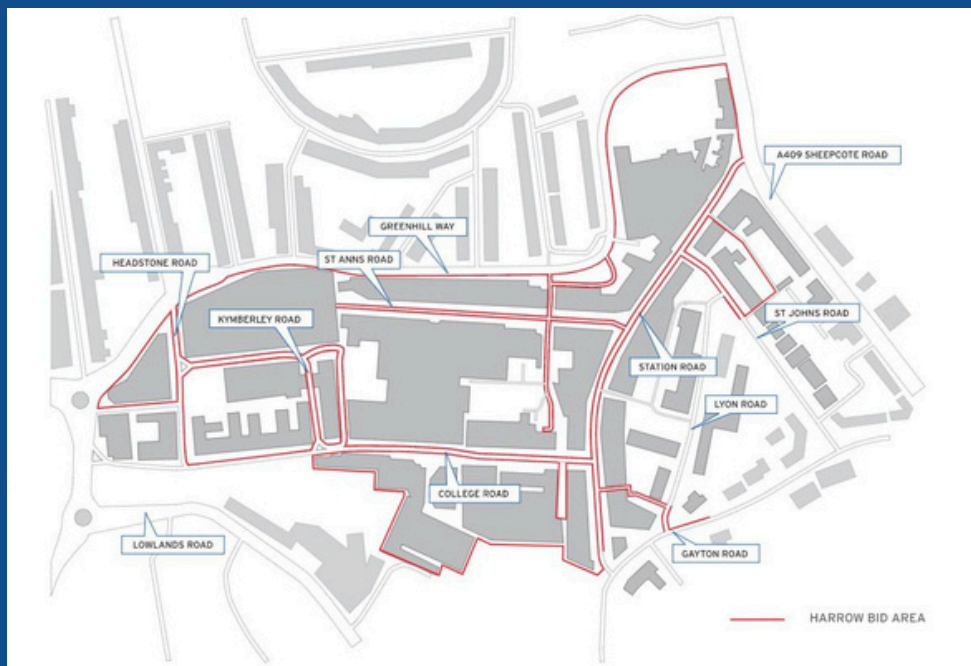 A409 SHEEPCOTE ROAD
GREENHILL WAY
ST ANNS ROAD
HEADSTONE ROAD
KYMBERLEY ROAD
ST JOHNS ROAD
STATION ROAD
LYON ROAD
COLLEGE ROAD
LOWLANDS ROAD
GAYTON ROAD
HARROW BID AREA